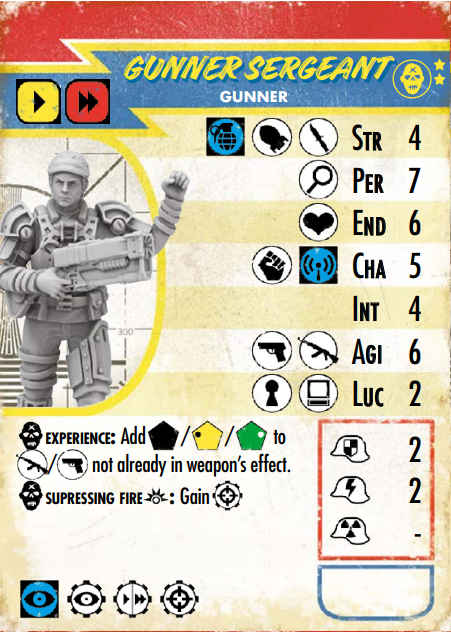 GUNNER SERGEANT
GUNNER
STR 4
PER 7
END 6
CHA 5
INT 4
AGI 6
LUC 2
300
EXPERIENCE: Add / / to
/ not already in weapon's effect.
SUPRESSING FIRE : Gain
2
2
-